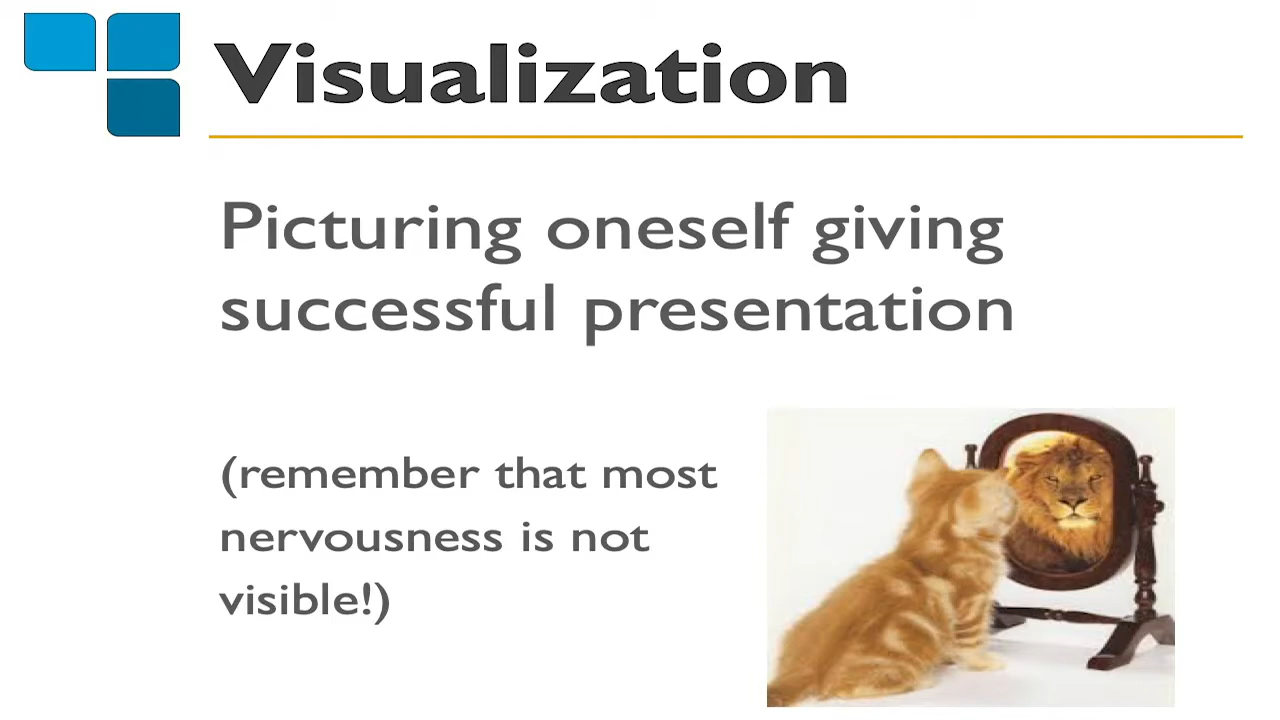 Visualization
Picturing oneself giving
successful presentation
(remember that most
nervousness is not
visible!)